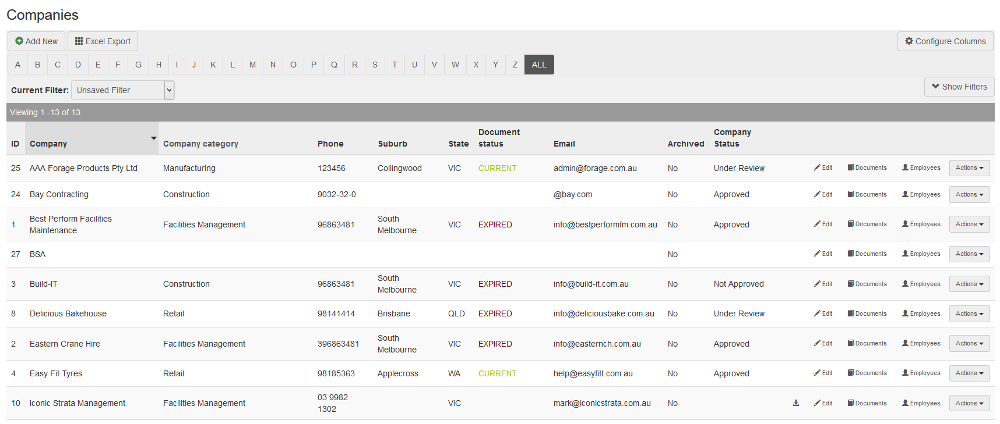 Companies
Add New Excel Export Configure Columns
A B C D E F G H I J K L M N O P Q R S T U V W X Y Z ALL
Current Filter: Unsaved Filter Show Filters
Viewing 1 -13 of 13
ID Company Company category Phone Suburb State Document status Email Archived Company Status
25 AAA Forage Products Pty Ltd Manufacturing 123456 Collingwood VIC CURRENT admin@forage.com.au No Under Review Edit Documents Employees Actions
24 Bay Contracting Construction 9032-32-0 @bay.com No Approved Edit Documents Employees Actions
1 Best Perform Facilities Maintenance Facilities Management 96863481 South Melbourne VIC EXPIRED info@bestperformfm.com.au No Approved Edit Documents Employees Actions
27 BSA No Edit Documents Employees Actions
3 Build-IT Construction 96863481 South Melbourne VIC EXPIRED info@build-it.com.au No Not Approved Edit Documents Employees Actions
8 Delicious Bakehouse Retail 98141414 Brisbane QLD EXPIRED info@deliciousbake.com.au No Under Review Edit Documents Employees Actions
2 Eastern Crane Hire Facilities Management 396863481 South Melbourne VIC EXPIRED info@easternch.com.au No Approved Edit Documents Employees Actions
4 Easy Fit Tyres Retail 98185363 Applecross WA CURRENT help@easyfitt.com.au No Approved Edit Documents Employees Actions
10 Iconic Strata Management Facilities Management 03 9982 1302 VIC mark@iconicstrata.com.au No Edit Documents Employees Actions